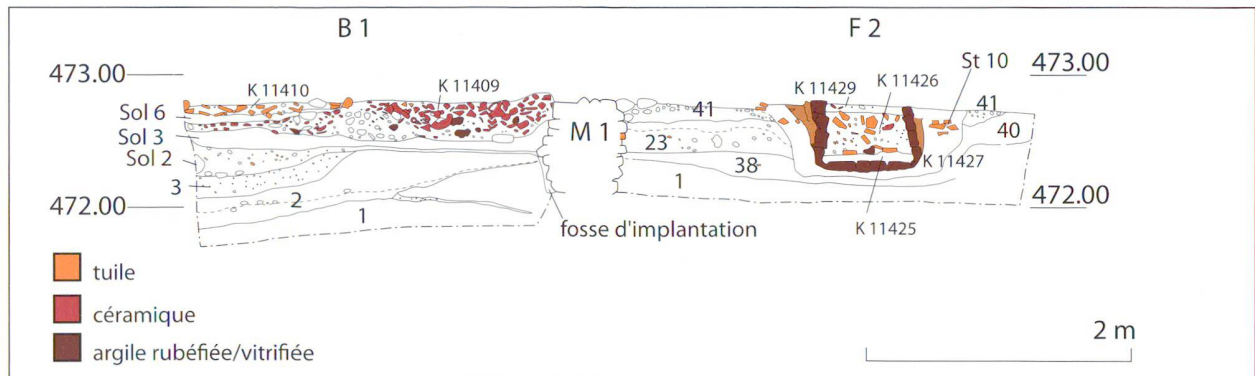 B 1
F 2
473.00
K 11410
K 11409
K 11429
K 11426
St 10
473.00
Sol 6
41
41
Sol 3
M 1
23
40
Sol 2
38
K 11427
3
1
2
472.00
1
472.00
fosse d'implantation
K 11425
tuile
céramique
argile rubéfiée/vitrifiée
2 m